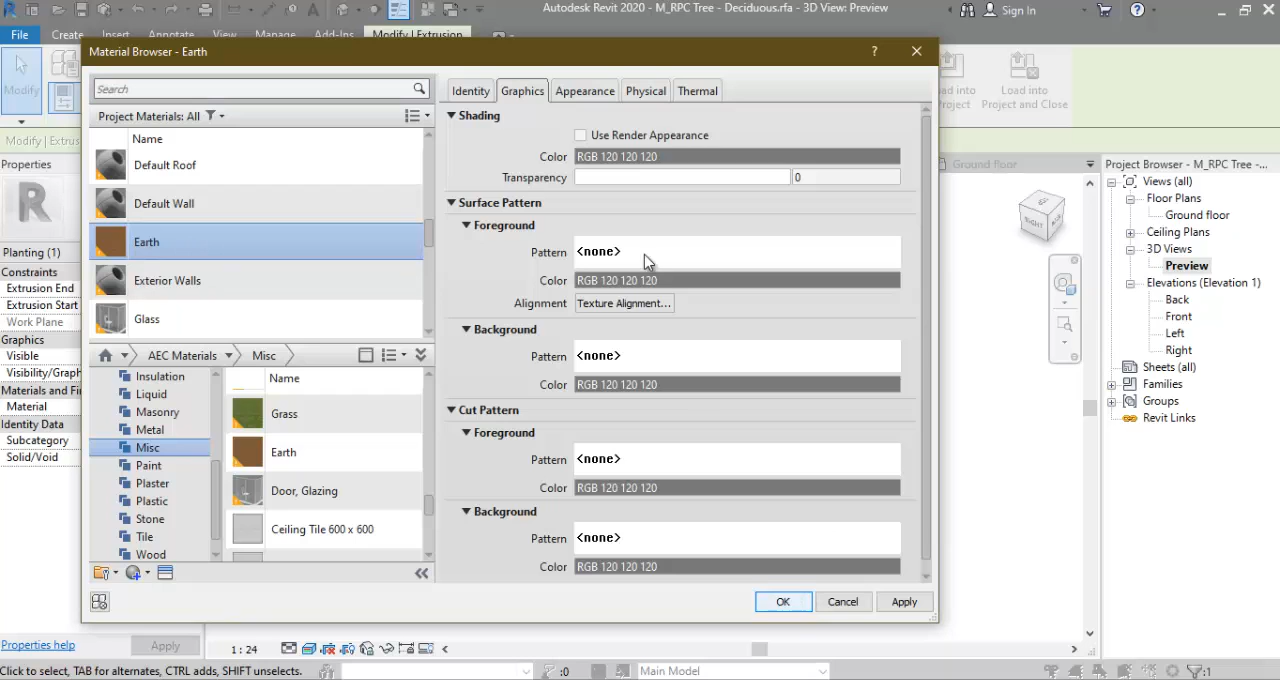 Autodesk Revit 2020 - M_RPC Tree - Deciduous.rfa - 3D View: Preview
Sign In
File Create Insert Annotate View Manage Add-Ins Modify | Extrusion
Material Browser - Earth
Modify
Load into Project and Close
Modify | Extrus
Properties
Planting (1)
Constraints
Extrusion End
Extrusion Start
Work Plane
Graphics
Visible
Visibility/Graph
Materials and Fi
Material
Identity Data
Subcategory
Solid/Void
Properties help
Apply
Search
Project Materials: All
Name
Default Roof
Default Wall
Earth
Exterior Walls
Glass
AEC Materials Misc
Insulation
Liquid
Masonry
Metal
Misc
Paint
Plaster
Plastic
Stone
Tile
Wood
Name
Grass
Earth
Door, Glazing
Ceiling Tile 600 x 600
Identity Graphics Appearance Physical Thermal
Shading
Use Render Appearance
Color RGB 120 120 120
Transparency 0
Surface Pattern
Foreground
Pattern <none>
Color RGB 120 120 120
Alignment Texture Alignment...
Background
Pattern <none>
Color RGB 120 120 120
Cut Pattern
Foreground
Pattern <none>
Color RGB 120 120 120
Background
Pattern <none>
Color RGB 120 120 120
OK Cancel Apply
Ground floor
RIGHT
Project Browser - M_RPC Tree -...
Views (all)
Floor Plans
Ground floor
Ceiling Plans
3D Views
Preview
Elevations (Elevation 1)
Back
Front
Left
Right
Sheets (all)
Families
Groups
Revit Links
1 : 24
Click to select, TAB for alternates, CTRL adds, SHIFT unselects.
:0
Main Model
:1